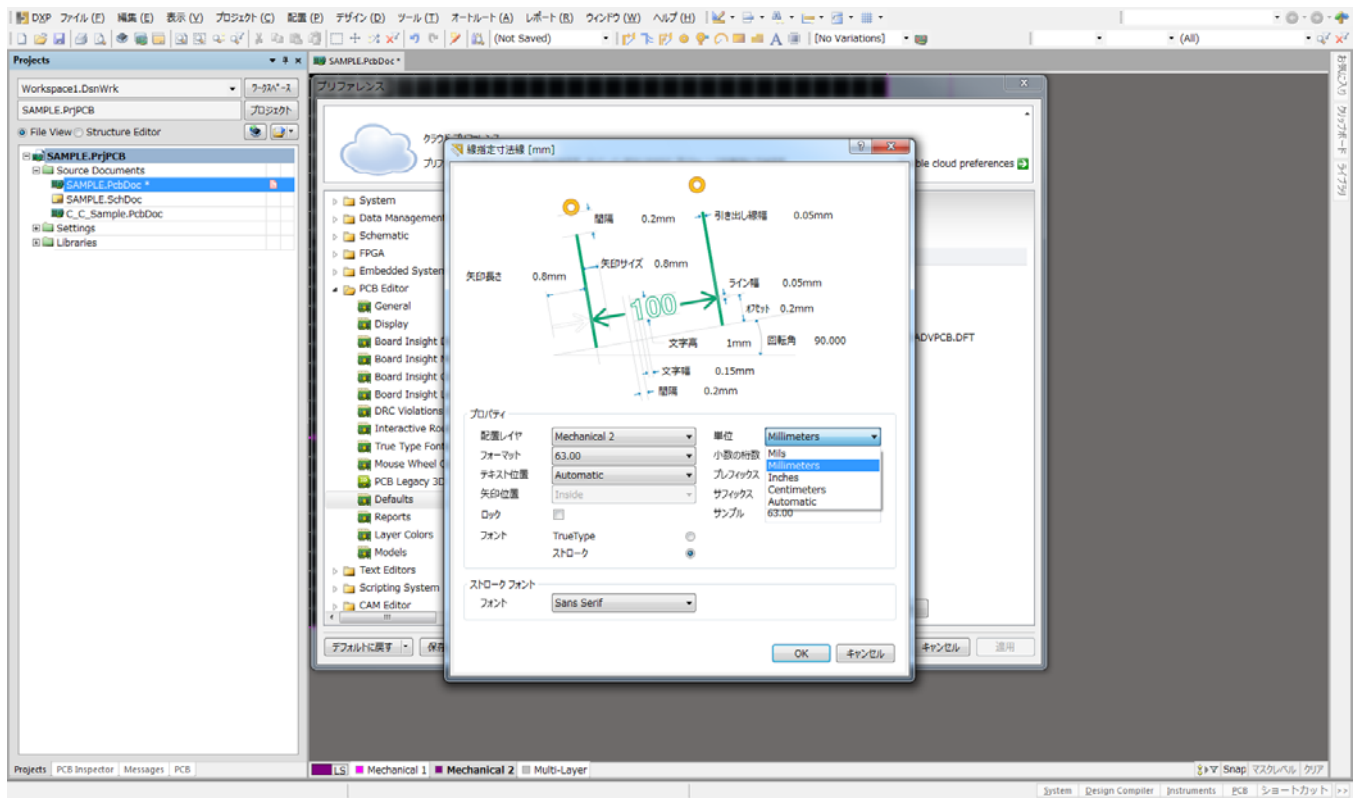 DXP ファイル (F) 編集 (E) 表示 (V) プロジェクト (C) 配置 (P) デザイン (D) ツール (T) オートルート (A) レポート (R) ウインドウ (W) ヘルプ (H)
(Not Saved) [No Variations] (All)
Projects
SAMPLE.PcbDoc *
Workspace1.DsnWrk
ワークスペース
SAMPLE.PrjPCB
プロジェクト
File View Structure Editor
SAMPLE.PrjPCB
Source Documents
SAMPLE.PcbDoc *
SAMPLE.SchDoc
C_C_Sample.PcbDoc
Settings
Libraries
プリファレンス
ble cloud preferences
System
Data Management
Schematic
FPGA
Embedded System
PCB Editor
General
Display
Board Insight
Board Insight
Board Insight
Board Insight
DRC Violations
Interactive Rou
True Type Font
Mouse Wheel C
PCB Legacy 3D
Defaults
Reports
Layer Colors
Models
Text Editors
Scripting System
CAM Editor
ADVPCB.DFT
デフォルトに戻す
保存
キャンセル
適用
線指定寸法線 [mm]
間隔 0.2mm
引き出し線幅 0.05mm
矢印サイズ 0.8mm
矢印長さ 0.8mm
ライン幅 0.05mm
100
オフセット 0.2mm
文字高 1mm
回転角 90.000
文字幅 0.15mm
間隔 0.2mm
プロパティ
配置レイヤ Mechanical 2
単位 Millimeters
フォーマット 63.00
小数の桁数
Mils
Millimeters
テキスト位置 Automatic
プレフィックス
Inches
矢印位置 Inside
サフィックス
Centimeters
Automatic
ロック
サンプル 63.00
フォント TrueType
ストローク
ストローク フォント
フォント Sans Serif
OK キャンセル
お気に入り
クリップボード
ライブラリ
Projects PCB Inspector Messages PCB
LS Mechanical 1 Mechanical 2 Multi-Layer
Snap マスクレベル クリア
System Design Compiler Instruments PCB ショートカット >>